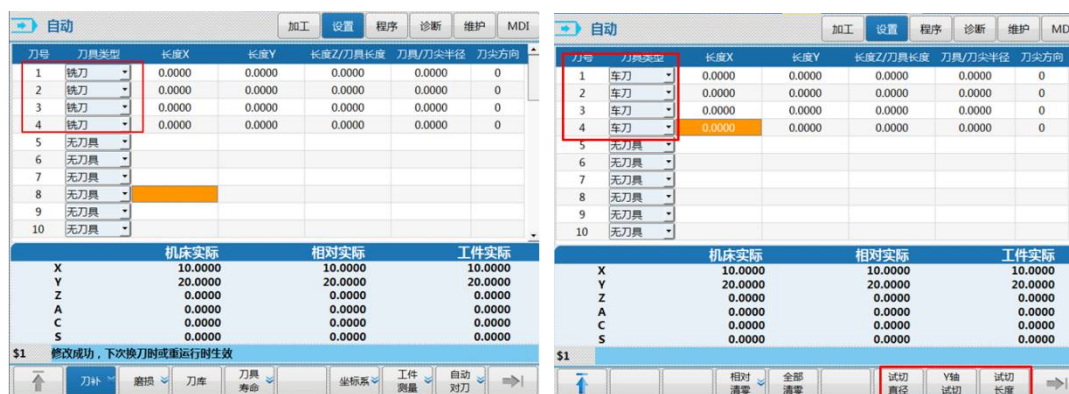 自动 加工 设置 程序 诊断 维护 MDI
刀号 刀具类型 长度X 长度Y 长度Z/刀具长度 刀具/刀尖半径 刀尖方向
1 铣刀 0.0000 0.0000 0.0000 0.0000 0
2 铣刀 0.0000 0.0000 0.0000 0.0000 0
3 铣刀 0.0000 0.0000 0.0000 0.0000 0
4 铣刀 0.0000 0.0000 0.0000 0.0000 0
5 无刀具
6 无刀具
7 无刀具
8 无刀具
9 无刀具
10 无刀具
机床实际 相对实际 工件实际
X 10.0000 10.0000 10.0000
Y 20.0000 20.0000 20.0000
Z 0.0000 0.0000 0.0000
A 0.0000 0.0000 0.0000
C 0.0000 0.0000 0.0000
S 0.0000 0.0000 0.0000
$1 修改成功，下次换刀时或重运行时生效
刀补 磨损 刀库 刀具寿命 坐标系 工件测量 自动对刀
自动 加工 设置 程序 诊断 维护 MD
刀号 刀具类型 长度X 长度Y 长度Z/刀具长度 刀具/刀尖半径 刀尖方向
1 车刀 0.0000 0.0000 0.0000 0.0000 0
2 车刀 0.0000 0.0000 0.0000 0.0000 0
3 车刀 0.0000 0.0000 0.0000 0.0000 0
4 车刀 0.0000 0.0000 0.0000 0.0000 0
5 无刀具
6 无刀具
7 无刀具
8 无刀具
9 无刀具
10 无刀具
机床实际 相对实际 工件实际
X 10.0000 10.0000 10.0000
Y 20.0000 20.0000 20.0000
Z 0.0000 0.0000 0.0000
A 0.0000 0.0000 0.0000
C 0.0000 0.0000 0.0000
S 0.0000 0.0000 0.0000
$1
相对清零 全部清零 试切直径 Y轴试切 试切长度